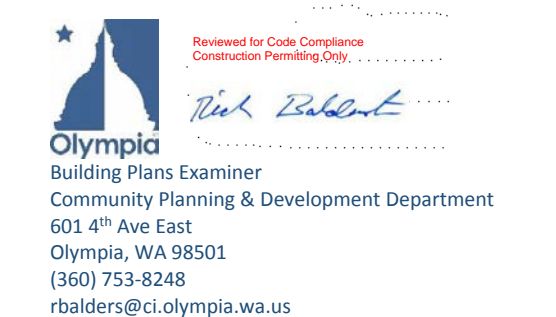 Reviewed for Code Compliance
Construction Permitting Only
Olympia
Building Plans Examiner
Community Planning & Development Department
601 4th Ave East
Olympia, WA 98501
(360) 753-8248
rbalders@ci.olympia.wa.us